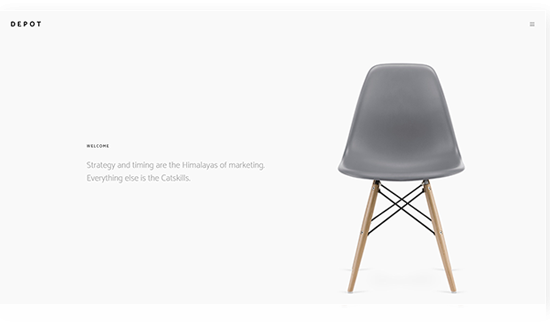 DEPOT
WELCOME
Strategy and timing are the Himalayas of marketing.
Everything else is the Catskills.